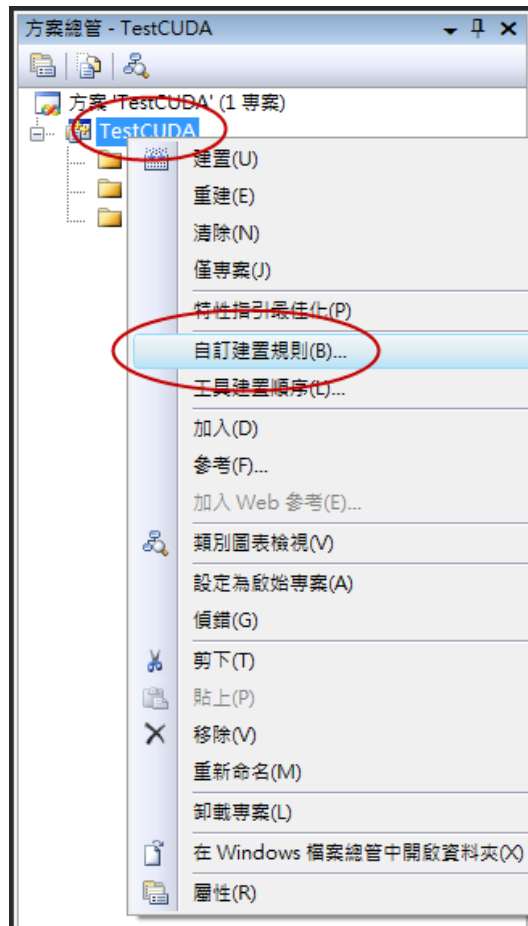 方案總管 - TestCUDA
方案 'TestCUDA' (1 專案)
TestCUDA
建置(U)
重建(E)
清除(N)
僅專案(J)
特性指引最佳化(P)
自訂建置規則(B)...
工具建置順序(L)...
加入(D)
參考(F)...
加入 Web 參考(E)...
類別圖表檢視(V)
設定為啟始專案(A)
偵錯(G)
剪下(T)
貼上(P)
移除(V)
重新命名(M)
卸載專案(L)
在 Windows 檔案總管中開啟資料夾(X)
屬性(R)